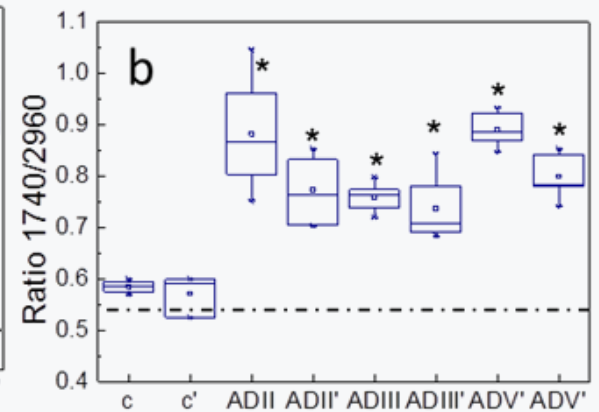 b
Ratio 1740/2960
1.1
1.0
0.9
0.8
0.7
0.6
0.5
0.4
* * * * * *
c c' ADII ADII' ADIII ADIII' ADV' ADV'